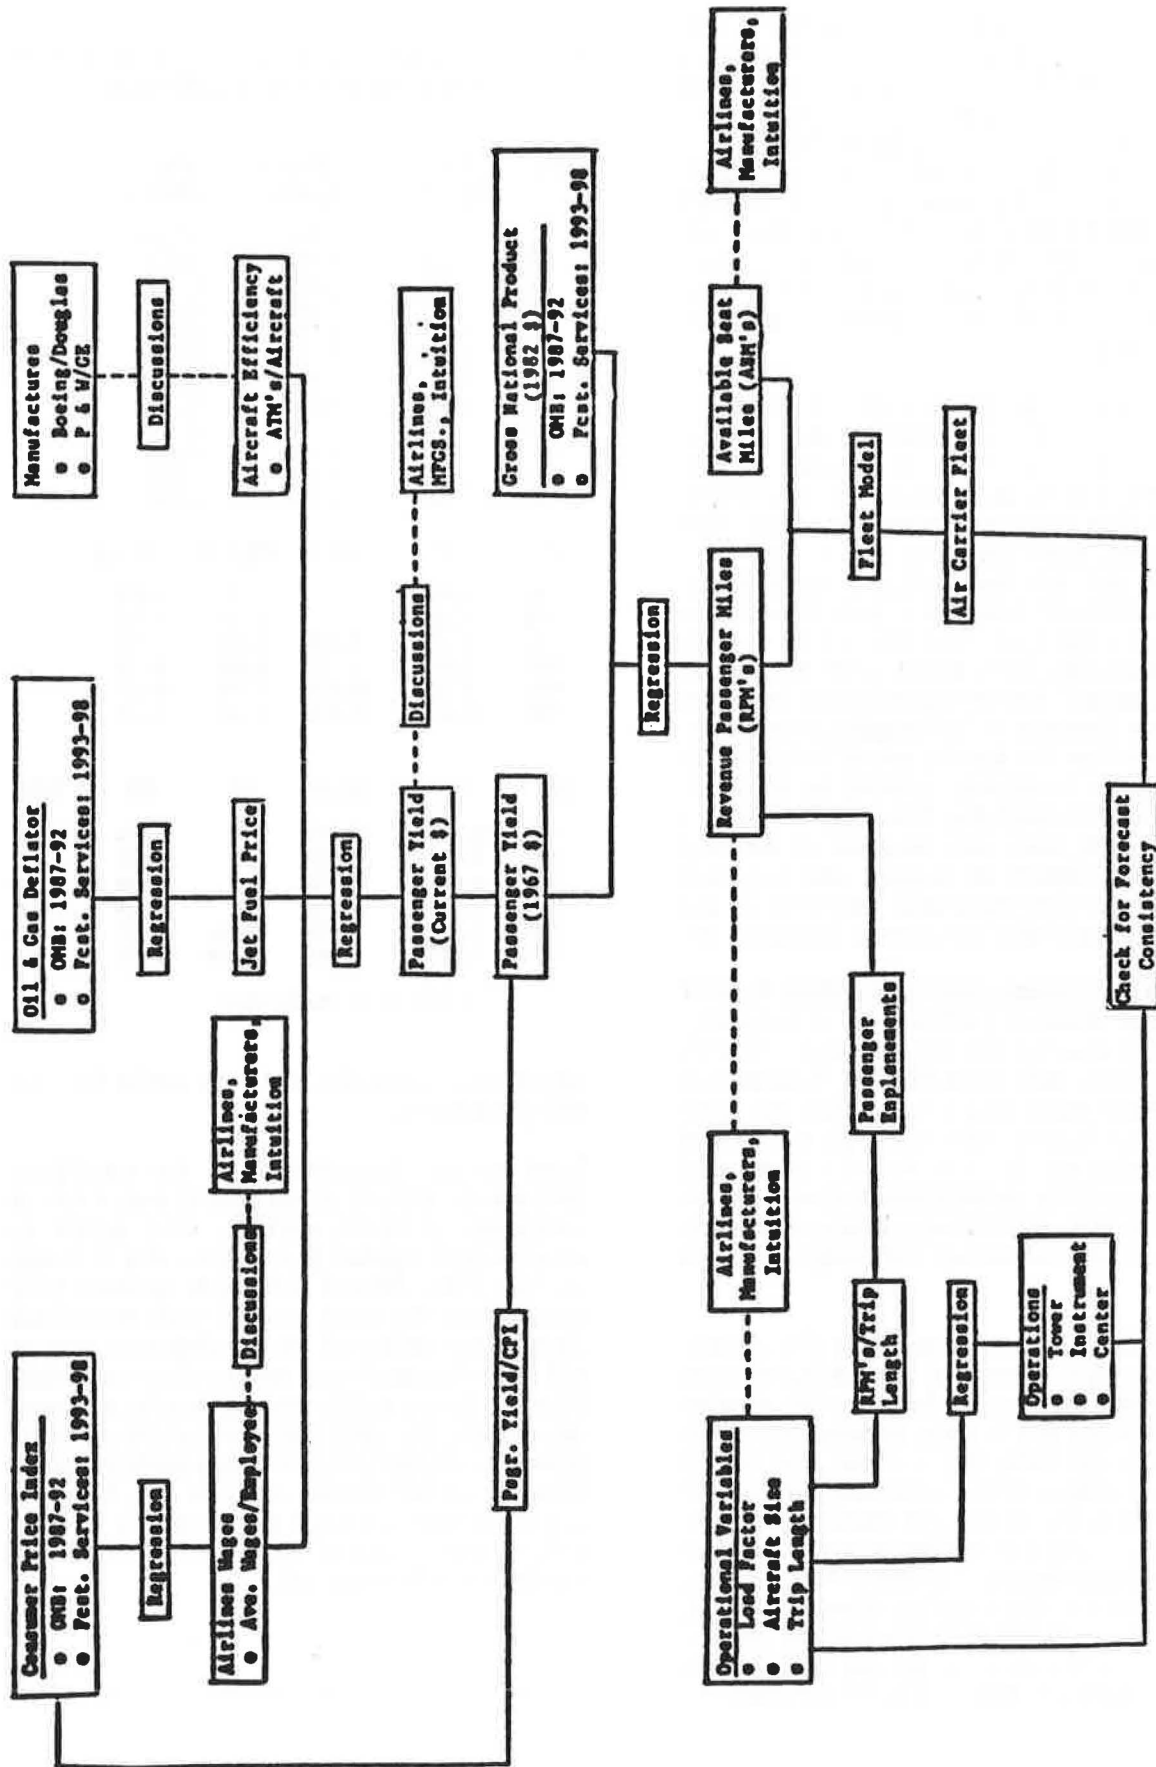 Consumer Price Index
● OMB: 1987-92
● Fcst. Services: 1993-98
Oil & Gas Deflator
● OMB: 1987-92
● Fcst. Services: 1993-98
Manufactures
● Boeing/Douglas
● P & W/GE
Regression
Regression
Discussions
Airlines Wages
● Ave. Wages/Employee
Discussions
Airlines,
Manufacturers,
Intuition
Jet Fuel Price
Aircraft Efficiency
● ATM's/Aircraft
Regression
Passenger Yield
(Current $)
Discussions
Airlines,
MFGS., Intuition
Psgr. Yield/CPI
Passenger Yield
(1967 $)
Gross National Product
(1982 $)
● OMB: 1987-92
● Fcst. Services: 1993-98
Regression
Operational Variables
● Load Factor
● Aircraft Size
● Trip Length
Airlines,
Manufacturers,
Intuition
Revenue Passenger Miles
(RPM's)
Available Seat
Miles (ASM's)
Airlines,
Manufacturers,
Intuition
RPM's/Trip
Length
Passenger
Enplanements
Fleet Model
Regression
Air Carrier Fleet
Operations
● Tower
● Instrument
● Center
Check for Forecast
Consistency